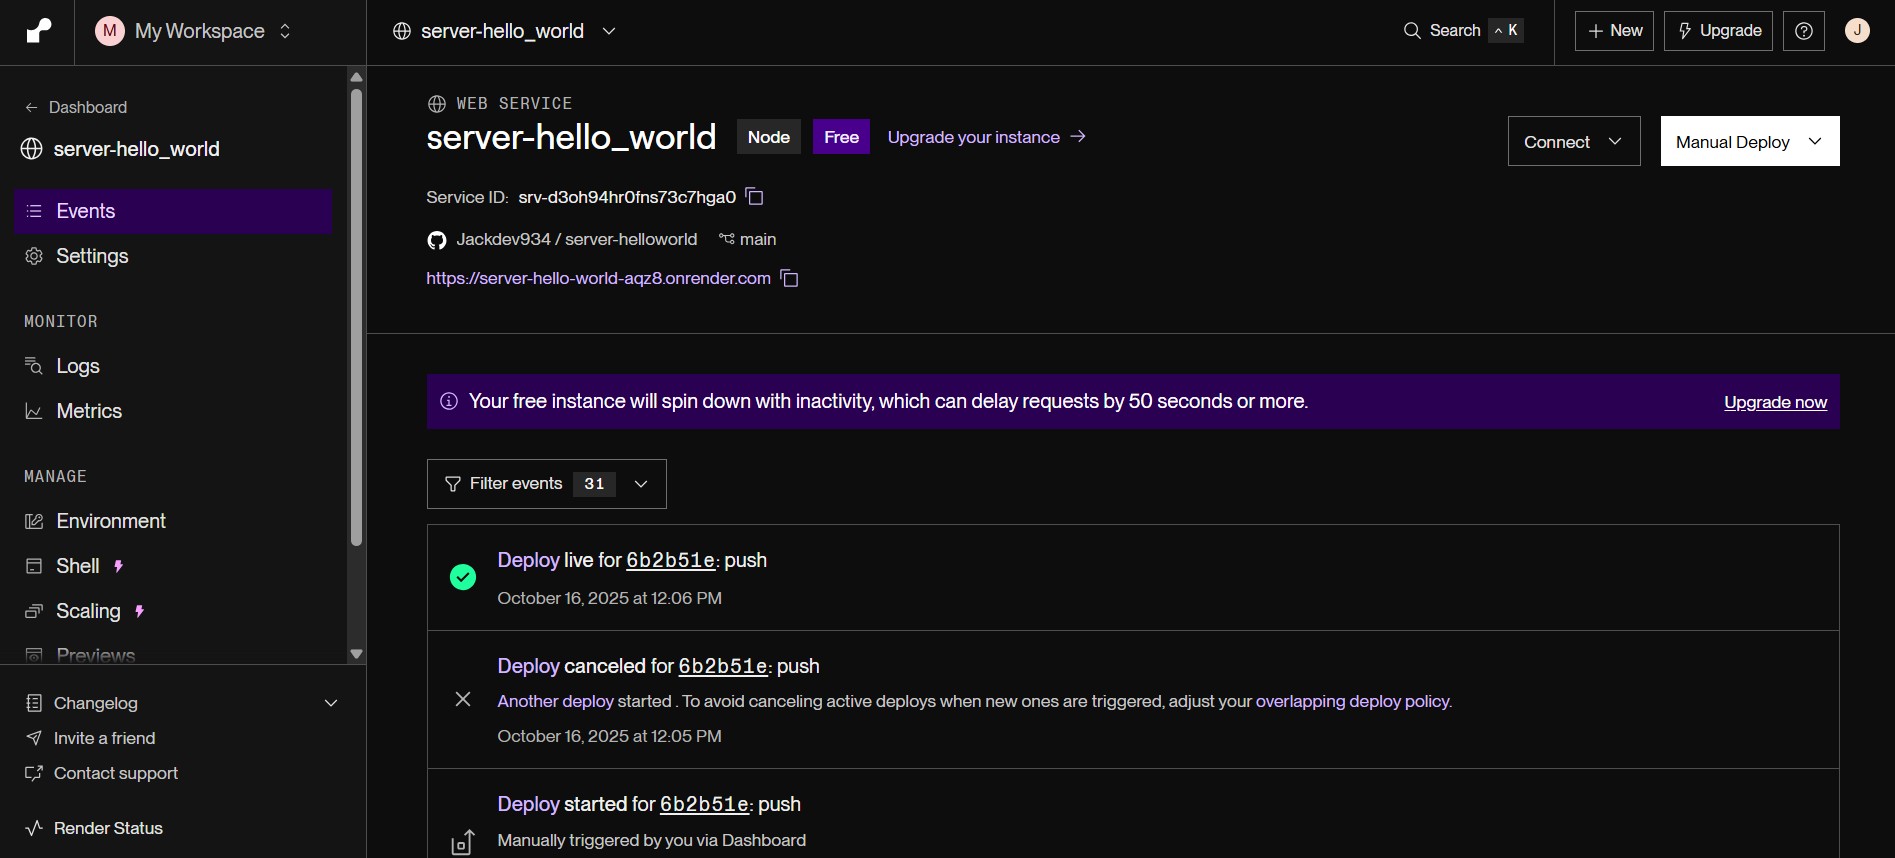 M My Workspace
server-hello_world
Search ^ K
+ New
Upgrade
?
J
← Dashboard
server-hello_world
Events
Settings
MONITOR
Logs
Metrics
MANAGE
Environment
Shell
Scaling
Previews
Changelog
Invite a friend
Contact support
Render Status
WEB SERVICE
server-hello_world Node Free Upgrade your instance →
Connect
Manual Deploy
Service ID: srv-d3oh94hr0fns73c7hga0
Jackdev934 / server-helloworld main
https://server-hello-world-aqz8.onrender.com
Your free instance will spin down with inactivity, which can delay requests by 50 seconds or more. Upgrade now
Filter events 31
Deploy live for 6b2b51e: push
October 16, 2025 at 12:06 PM
Deploy canceled for 6b2b51e: push
Another deploy started . To avoid canceling active deploys when new ones are triggered, adjust your overlapping deploy policy.
October 16, 2025 at 12:05 PM
Deploy started for 6b2b51e: push
Manually triggered by you via Dashboard